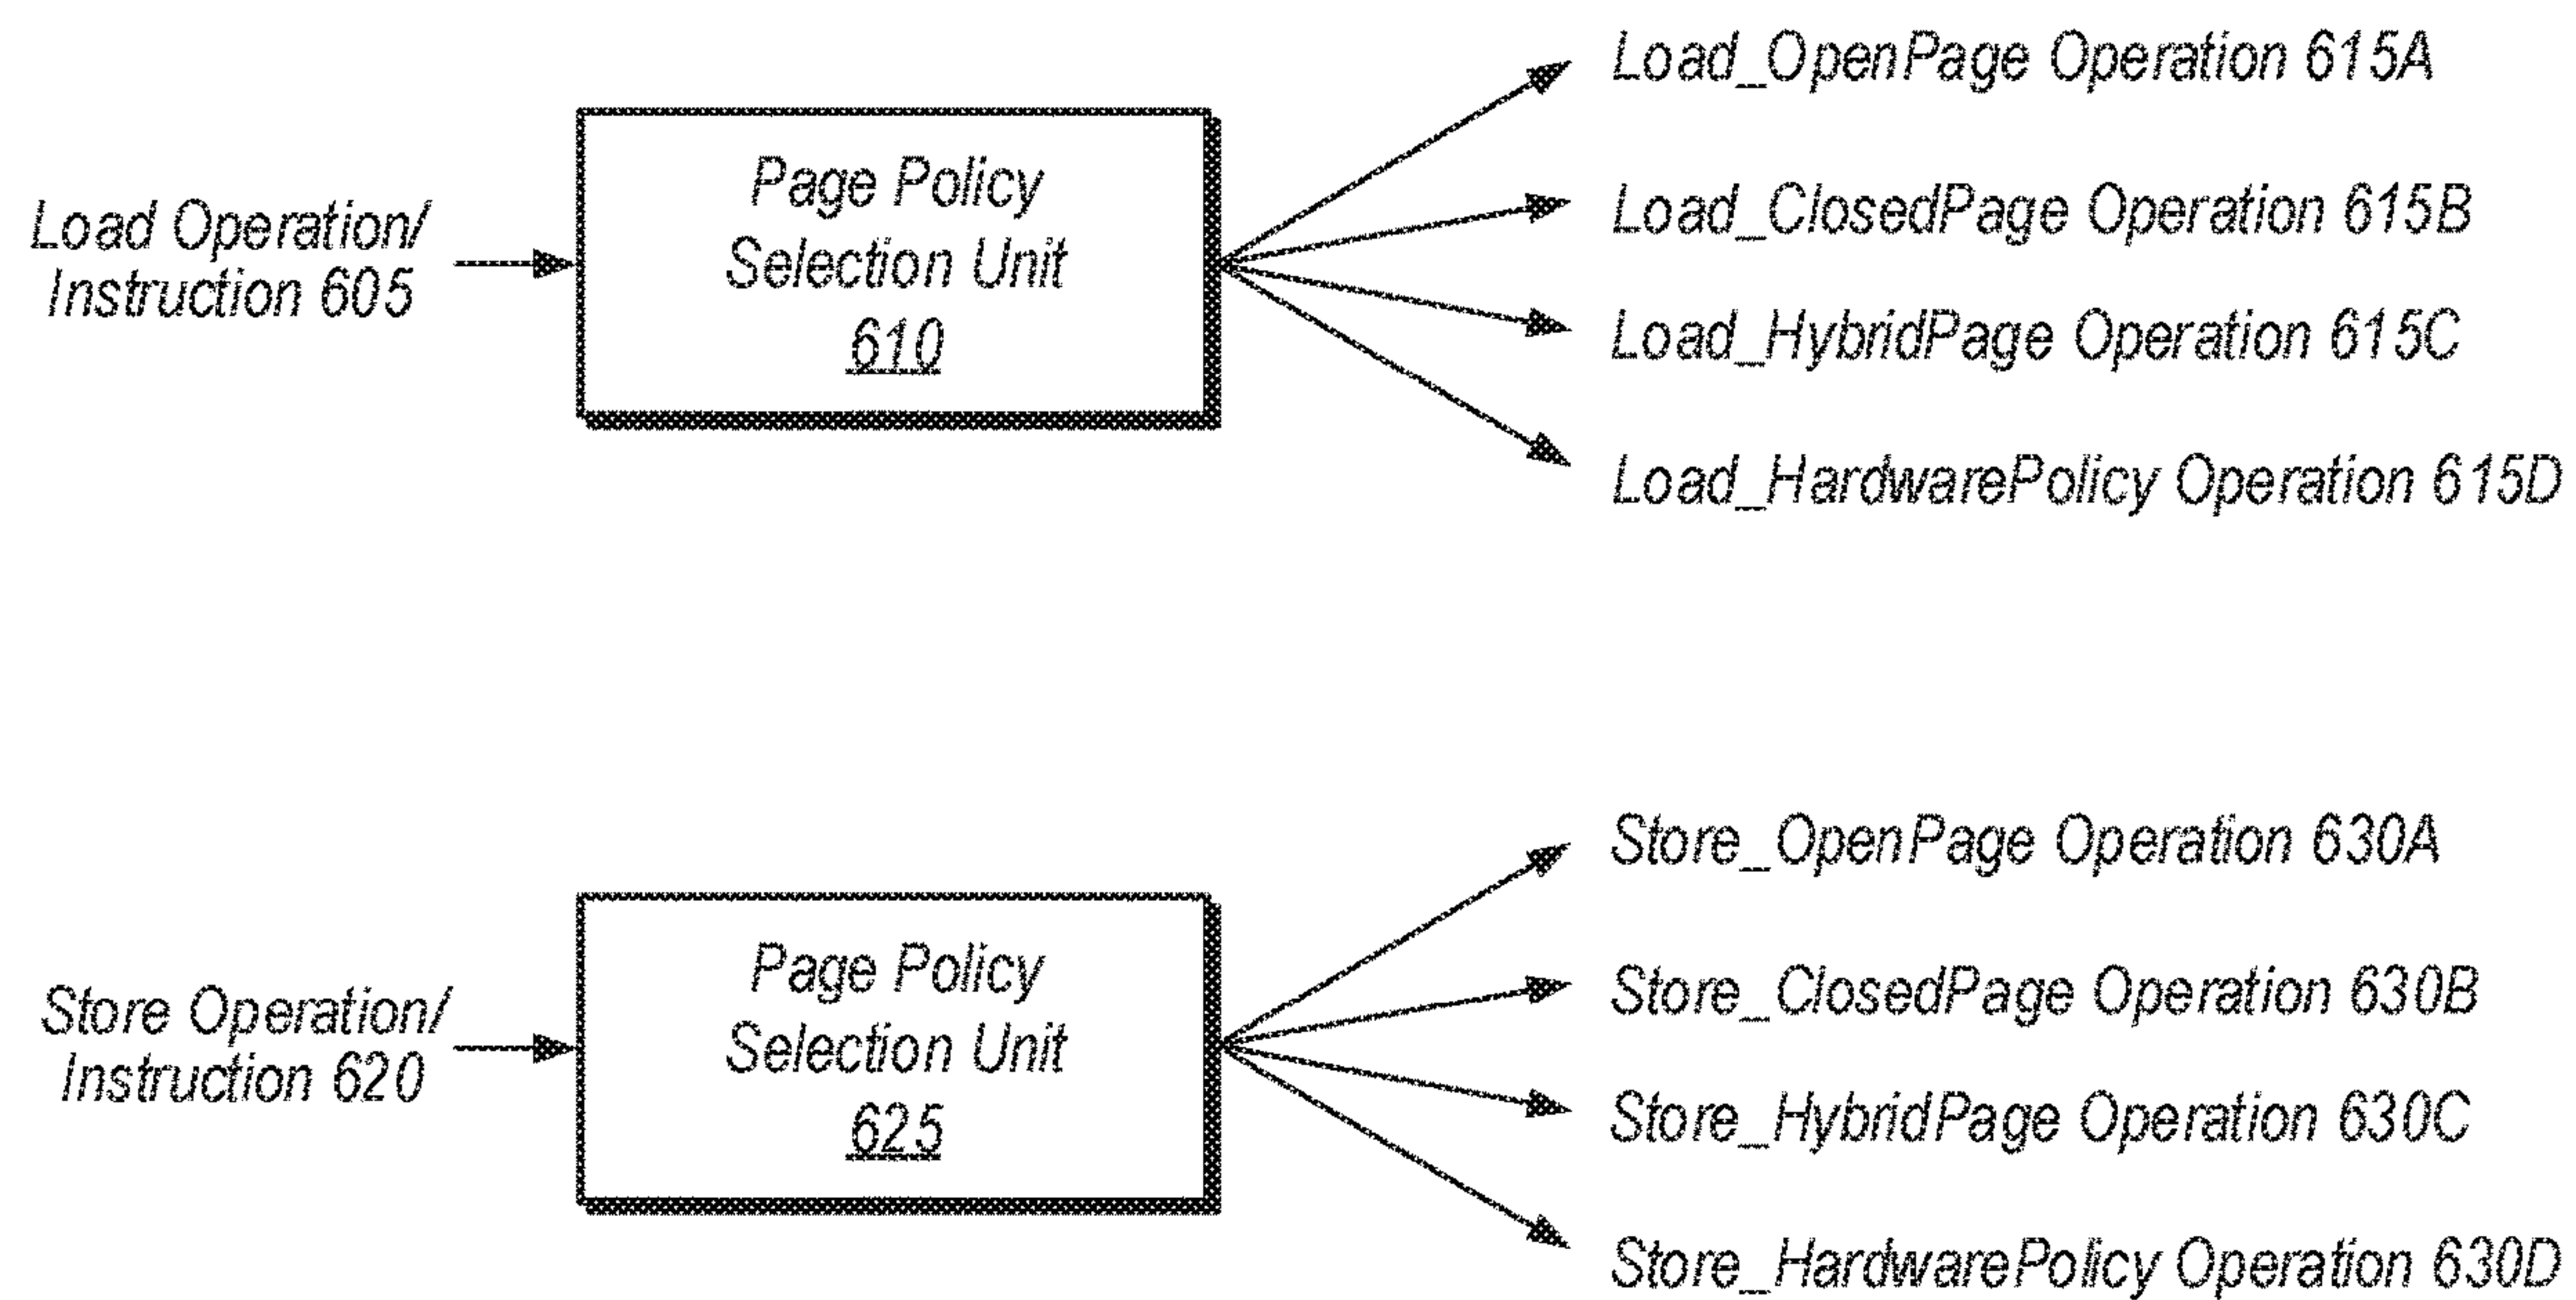 Load Operation/
Instruction 605
Page Policy
Selection Unit
610
Load_OpenPage Operation 615A
Load_ClosedPage Operation 615B
Load_HybridPage Operation 615C
Load_HardwarePolicy Operation 615D
Store Operation/
Instruction 620
Page Policy
Selection Unit
625
Store_OpenPage Operation 630A
Store_ClosedPage Operation 630B
Store_HybridPage Operation 630C
Store_HardwarePolicy Operation 630D